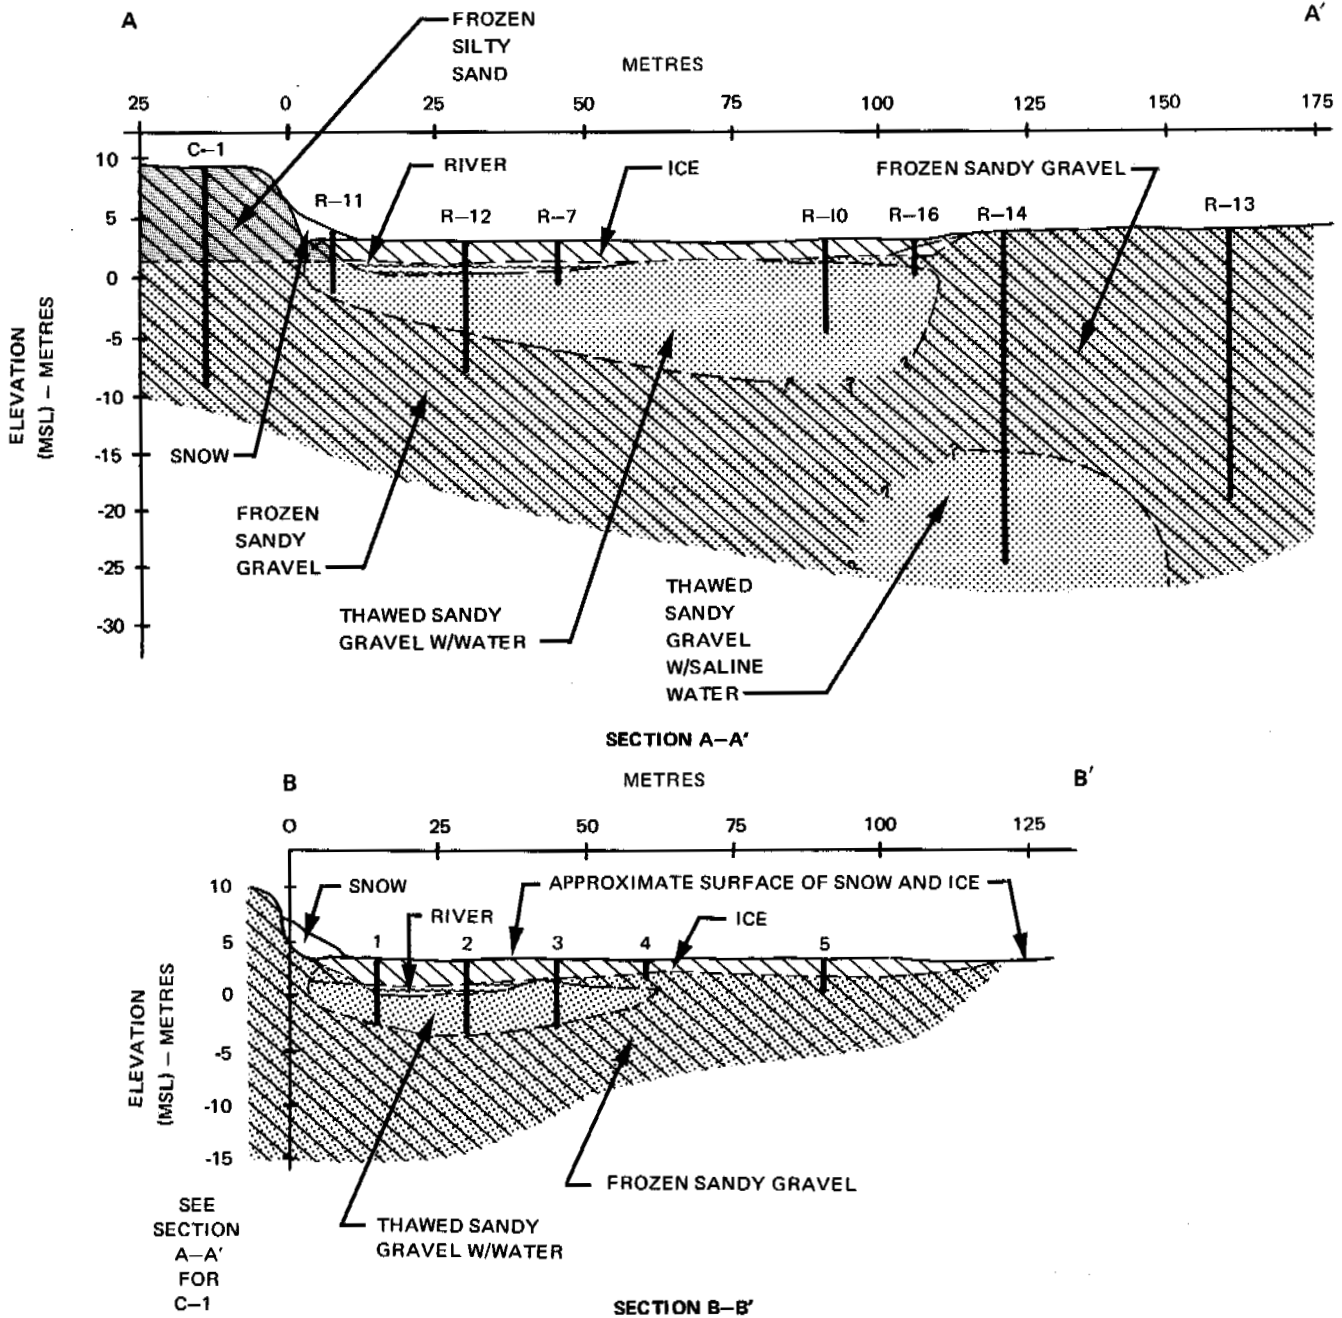 A
A′
FROZEN
SILTY
SAND
METRES
25 0 25 50 75 100 125 150 175
C–1
RIVER
ICE
FROZEN SANDY GRAVEL
R–11
R–12
R–7
R–10
R–16
R–14
R–13
10
5
0
-5
-10
-15
-20
-25
-30
ELEVATION
(MSL) – METRES
SNOW
FROZEN
SANDY
GRAVEL
THAWED SANDY
GRAVEL W/WATER
THAWED
SANDY
GRAVEL
W/SALINE
WATER
SECTION A–A′
B
METRES
B′
0 25 50 75 100 125
SNOW
APPROXIMATE SURFACE OF SNOW AND ICE
RIVER
ICE
1 2 3 4 5
10
5
0
-5
-10
-15
ELEVATION
(MSL) – METRES
FROZEN SANDY GRAVEL
THAWED SANDY
GRAVEL W/WATER
SEE
SECTION
A–A′
FOR
C–1
SECTION B–B′